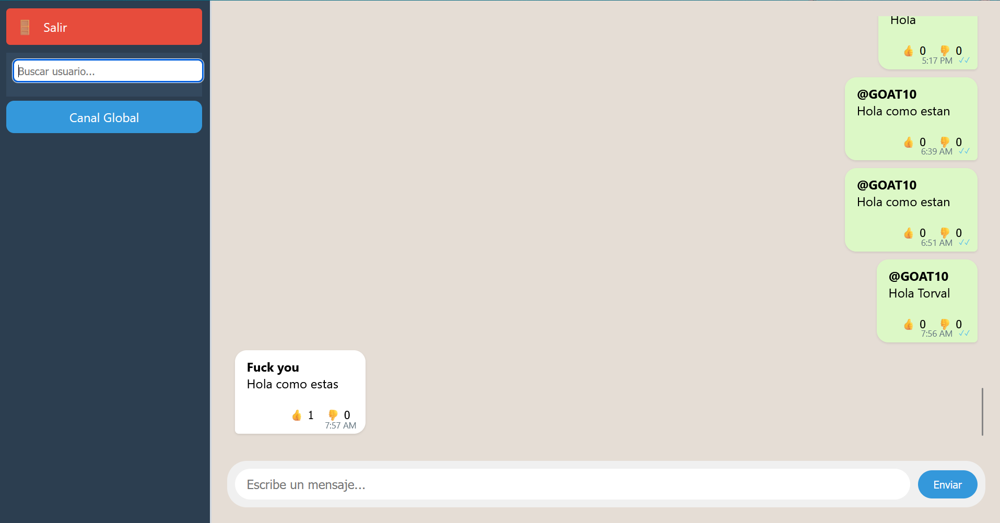 Salir
Buscar usuario...
Canal Global
Hola
0 0
5:17 PM ✓✓
@GOAT10
Hola como estan
0 0
6:39 AM ✓✓
@GOAT10
Hola como estan
0 0
6:51 AM ✓✓
@GOAT10
Hola Torval
0 0
7:56 AM ✓✓
Fuck you
Hola como estas
1 0
7:57 AM
Escribe un mensaje...
Enviar